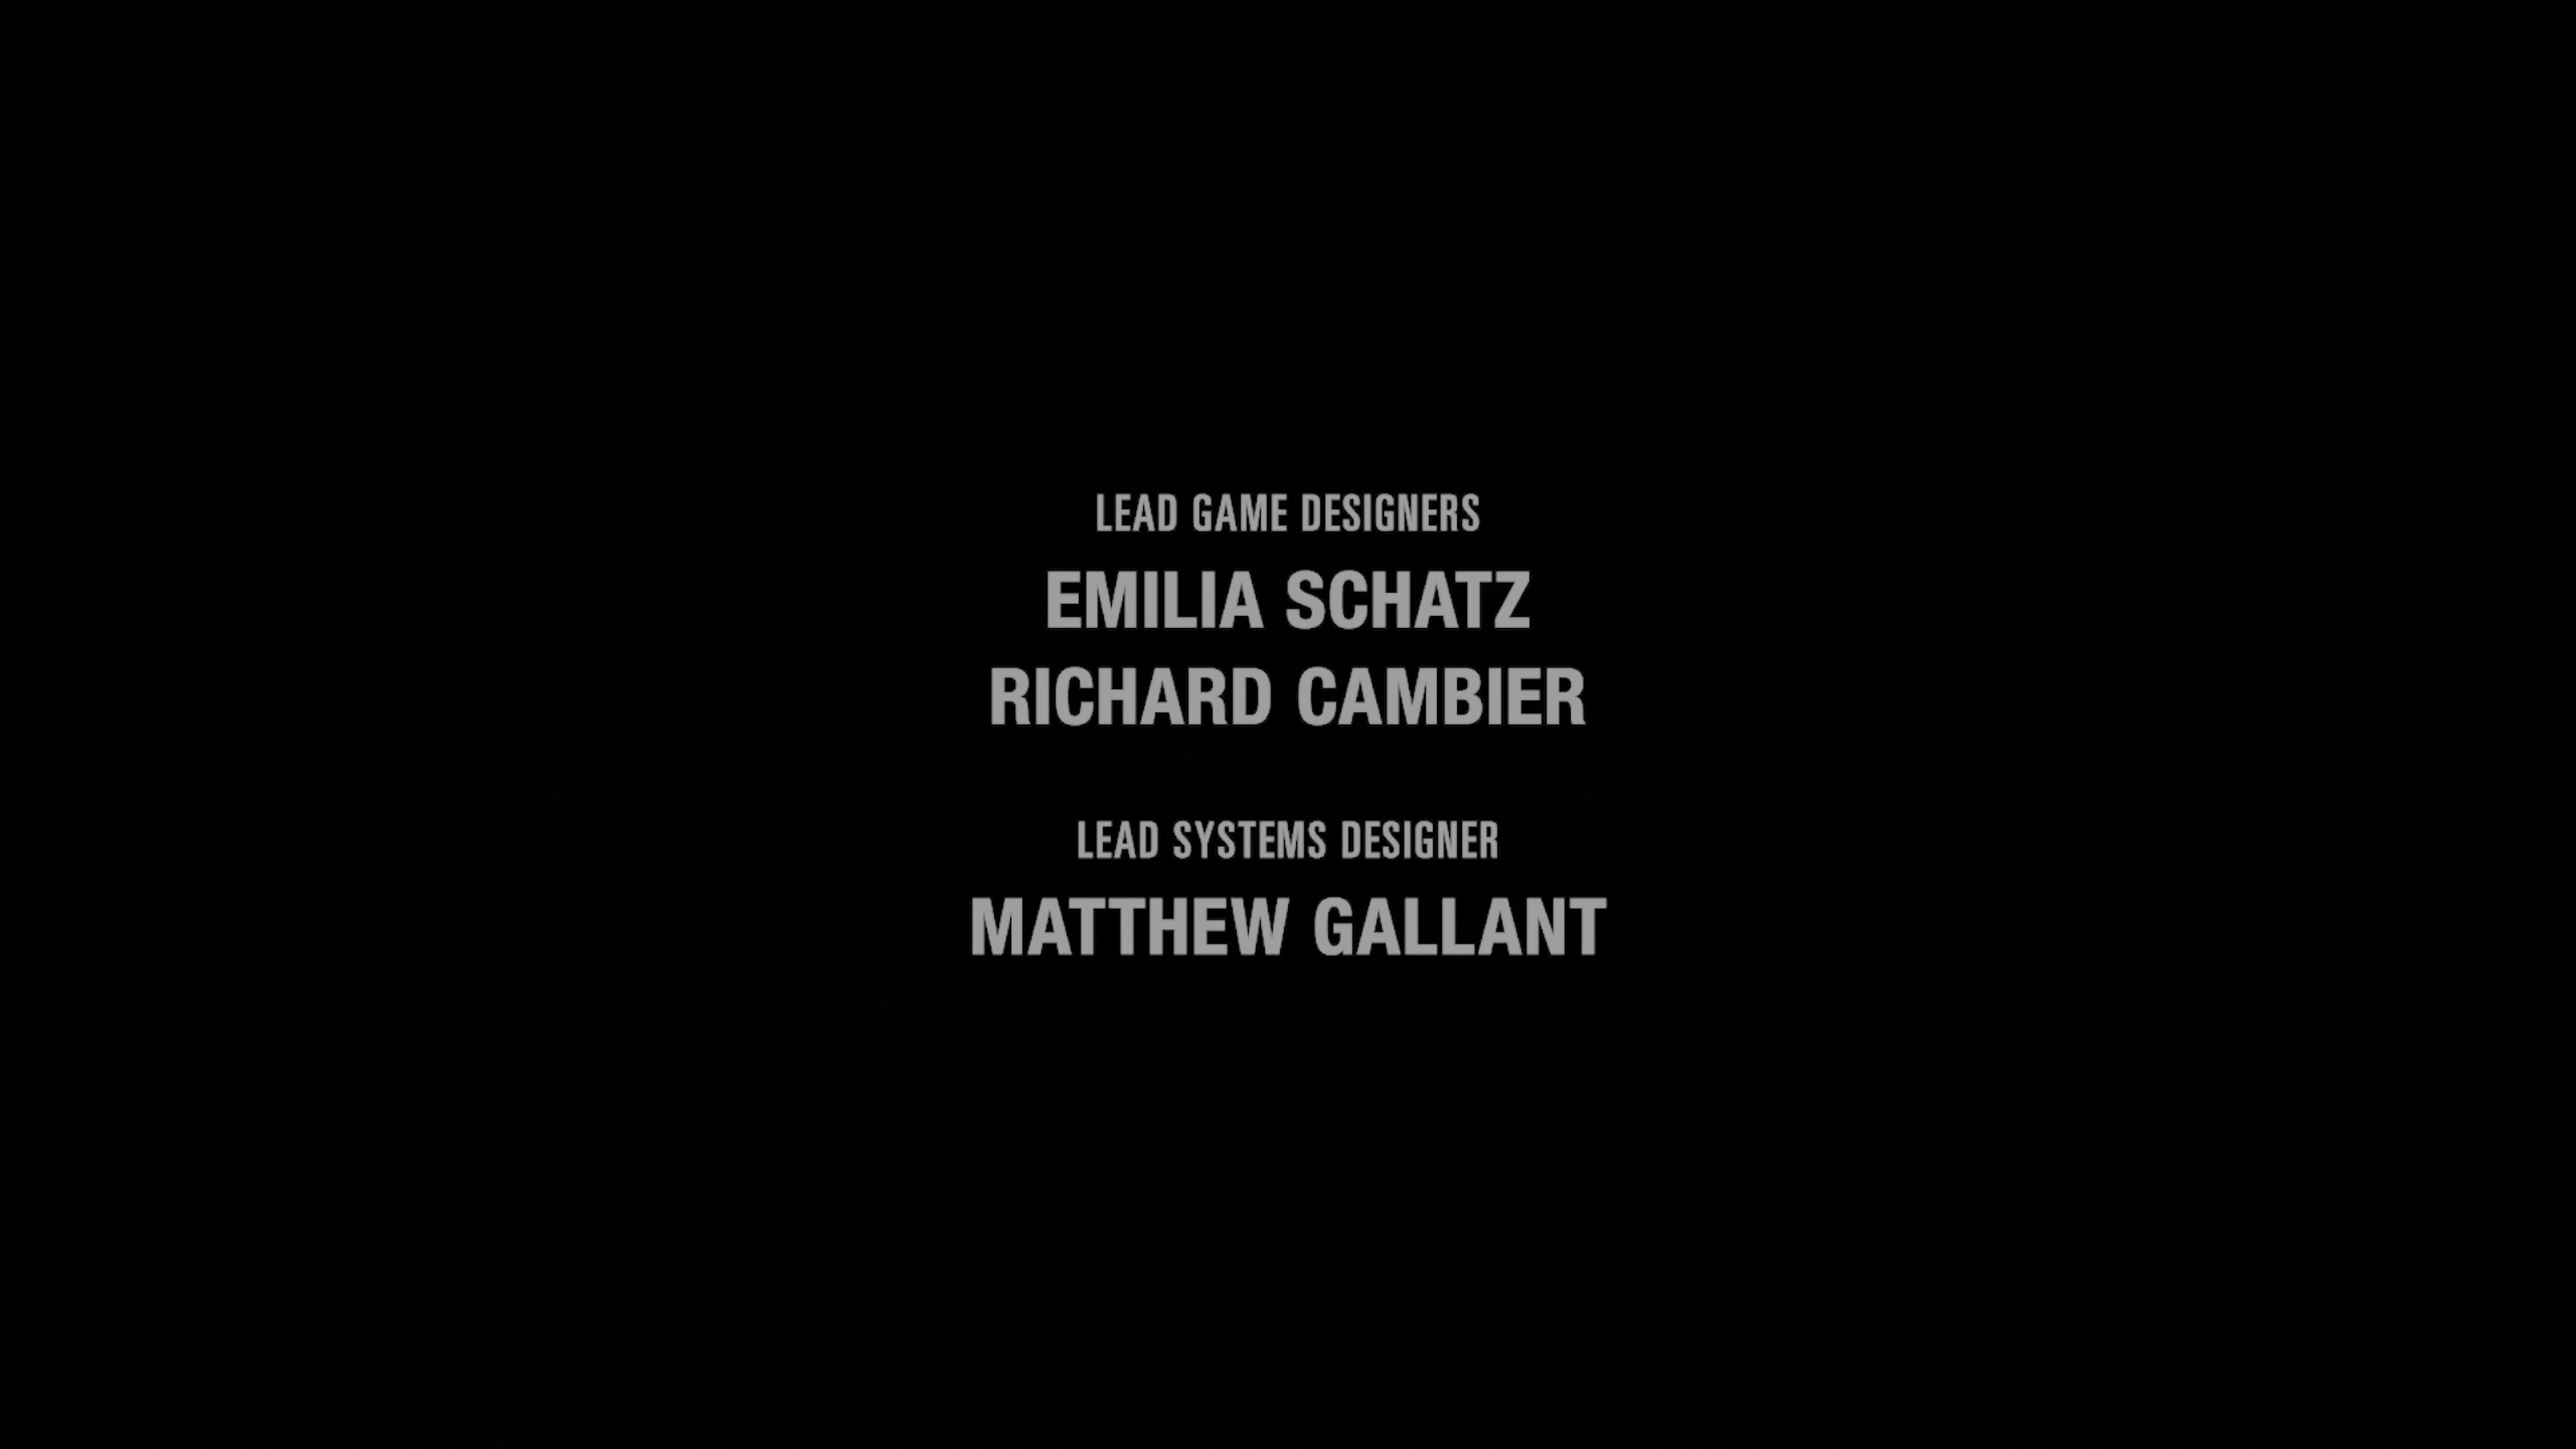 LEAD GAME DESIGNERS
EMILIA SCHATZ
RICHARD CAMBIER
LEAD SYSTEMS DESIGNER
MATTHEW GALLANT